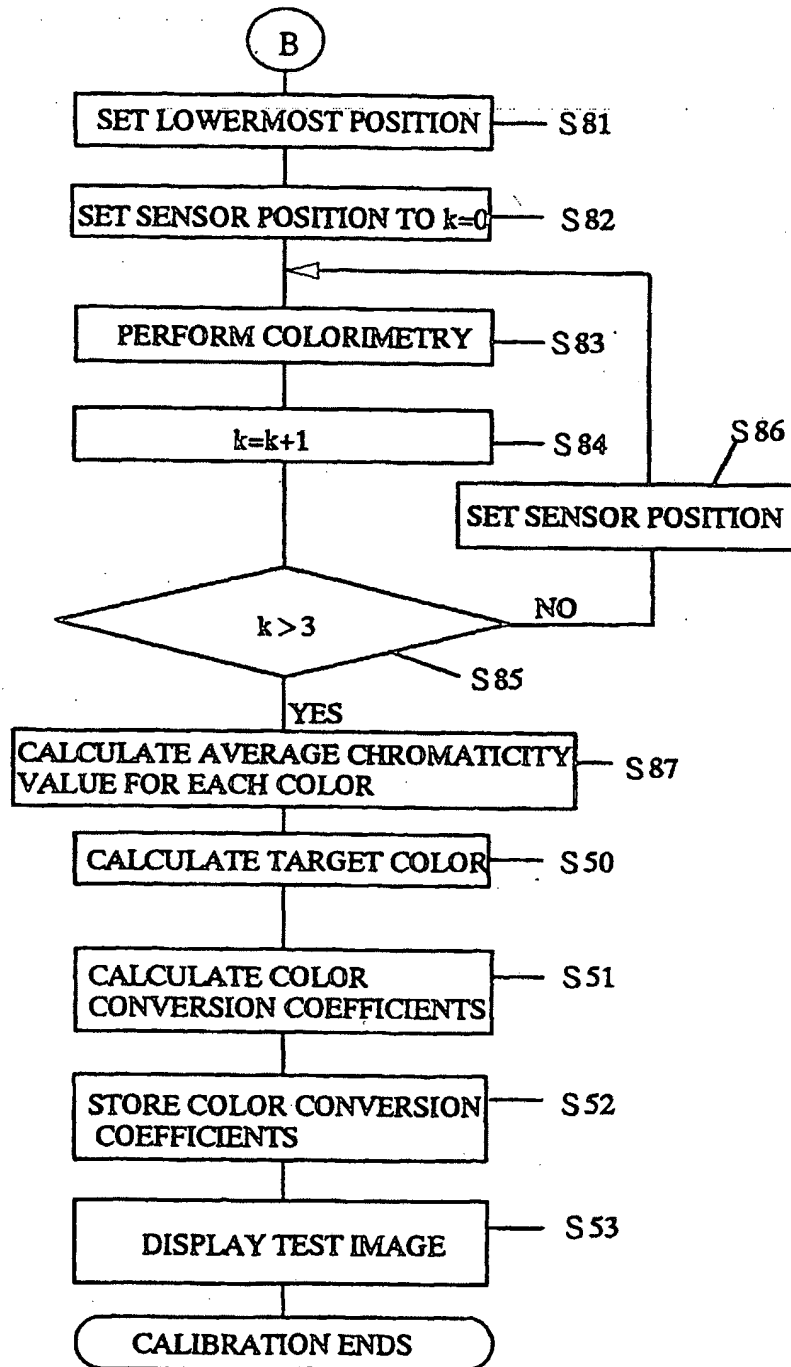 B
SET LOWERMOST POSITION
S81
SET SENSOR POSITION TO k=0
S82
PERFORM COLORIMETRY
S83
k=k+1
S84
S86
SET SENSOR POSITION
k>3
NO
S85
YES
CALCULATE AVERAGE CHROMATICITY
VALUE FOR EACH COLOR
S87
CALCULATE TARGET COLOR
S50
CALCULATE COLOR
CONVERSION COEFFICIENTS
S51
STORE COLOR CONVERSION
COEFFICIENTS
S52
DISPLAY TEST IMAGE
S53
CALIBRATION ENDS